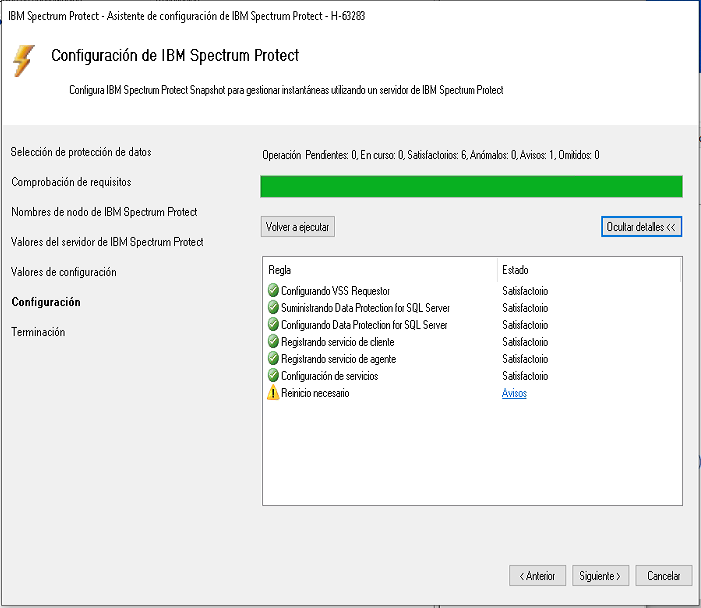 IBM Spectrum Protect - Asistente de configuración de IBM Spectrum Protect - H-63283
Configuración de IBM Spectrum Protect
Configura IBM Spectrum Protect Snapshot para gestionar instantáneas utilizando un servidor de IBM Spectrum Protect
Selección de protección de datos
Comprobación de requisitos
Nombres de nodo de IBM Spectrum Protect
Valores del servidor de IBM Spectrum Protect
Valores de configuración
Configuración
Terminación
Operación Pendientes: 0, En curso: 0, Satisfactorios: 6, Anómalos: 0, Avisos: 1, Omitidos: 0
Volver a ejecutar
Ocultar detalles <<
Regla Estado
Configurando VSS Requestor Satisfactorio
Suministrando Data Protection for SQL Server Satisfactorio
Configurando Data Protection for SQL Server Satisfactorio
Registrando servicio de cliente Satisfactorio
Registrando servicio de agente Satisfactorio
Configuración de servicios Satisfactorio
Reinicio necesario Avisos
< Anterior Siguiente > Cancelar